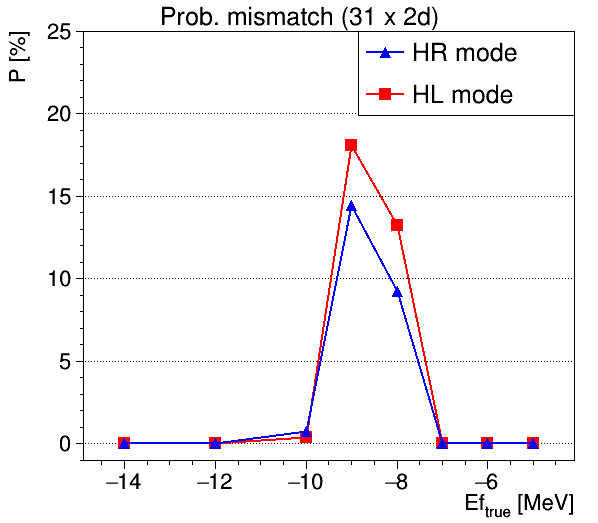 Prob. mismatch (31 x 2d)
P [%]
HR mode
HL mode
25
20
15
10
5
0
−14 −12 −10 −8 −6
Ef_true [MeV]